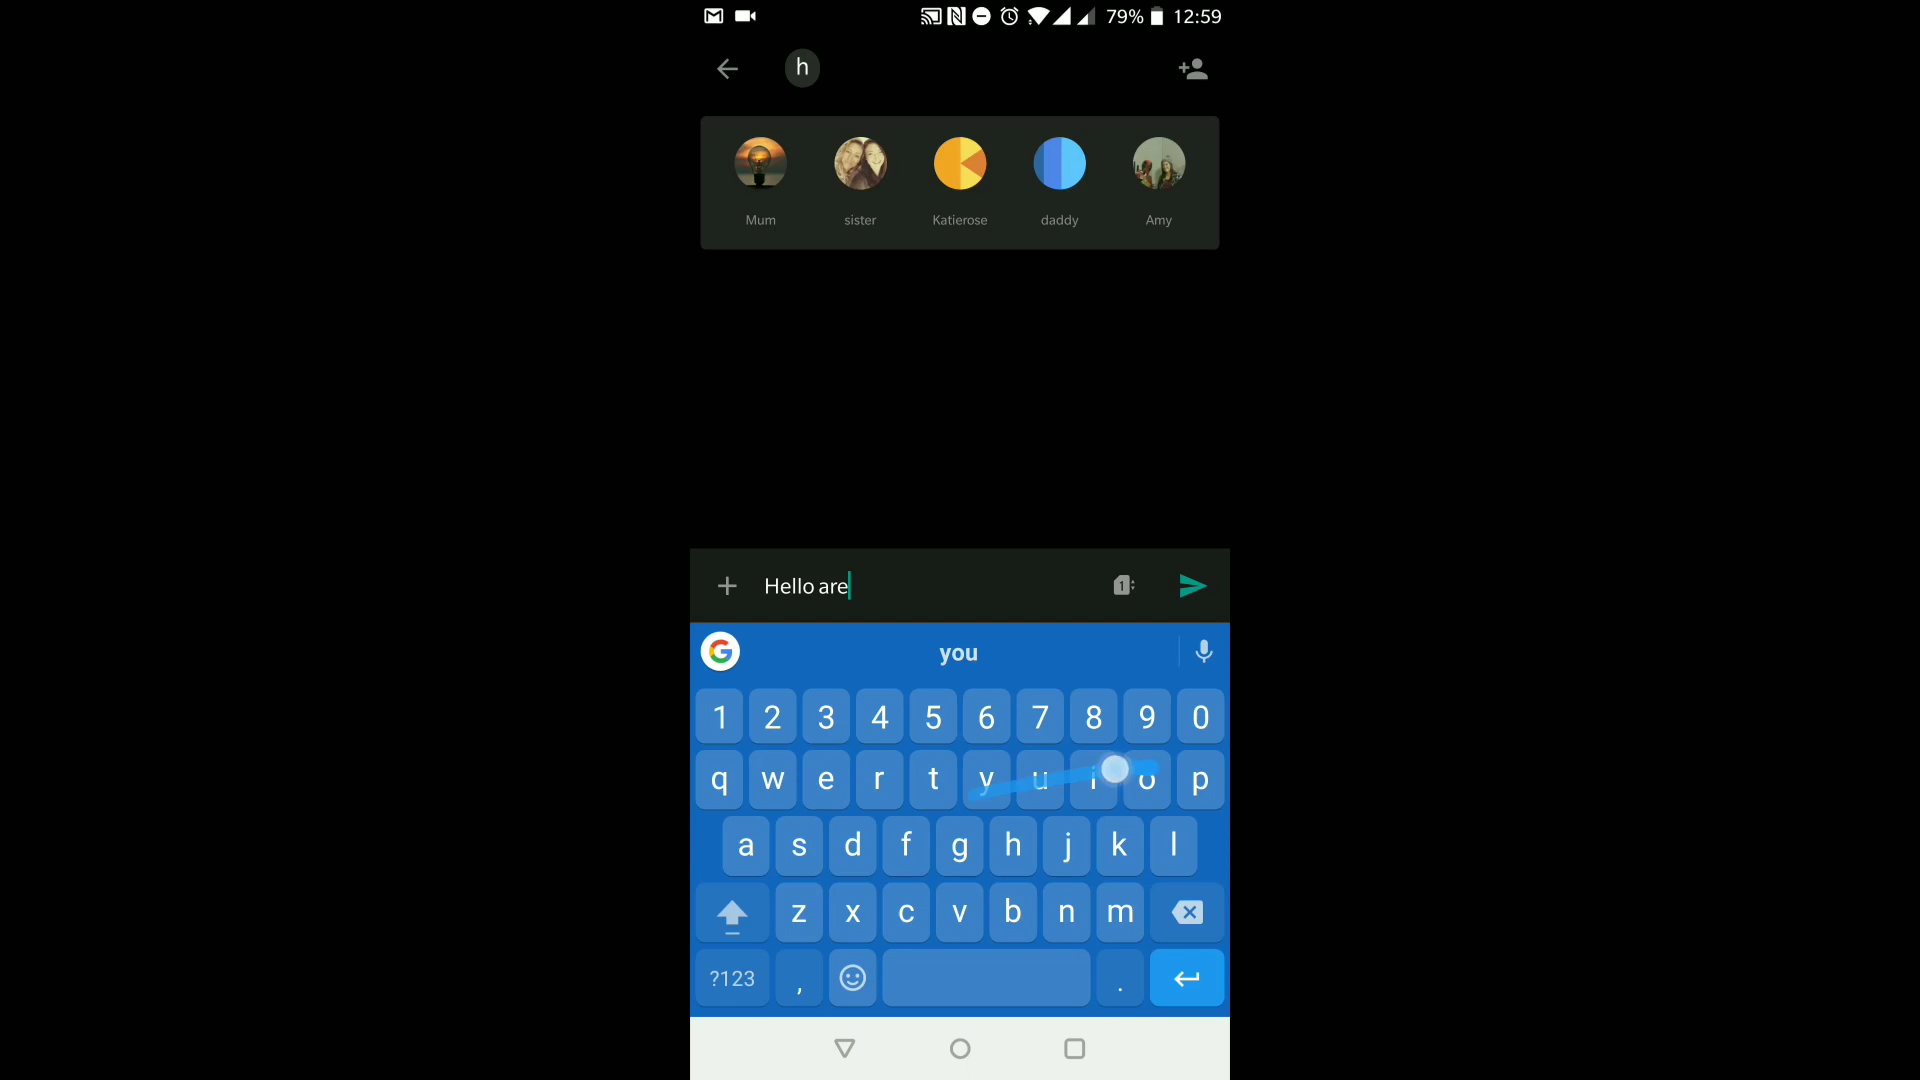 79% 12:59
h
Mum sister Katierose daddy Amy
1
Hello are
G you
1 2 3 4 5 6 7 8 9 0
q w e r t y u i o p
a s d f g h j k l
z x c v b n m
?123 , .